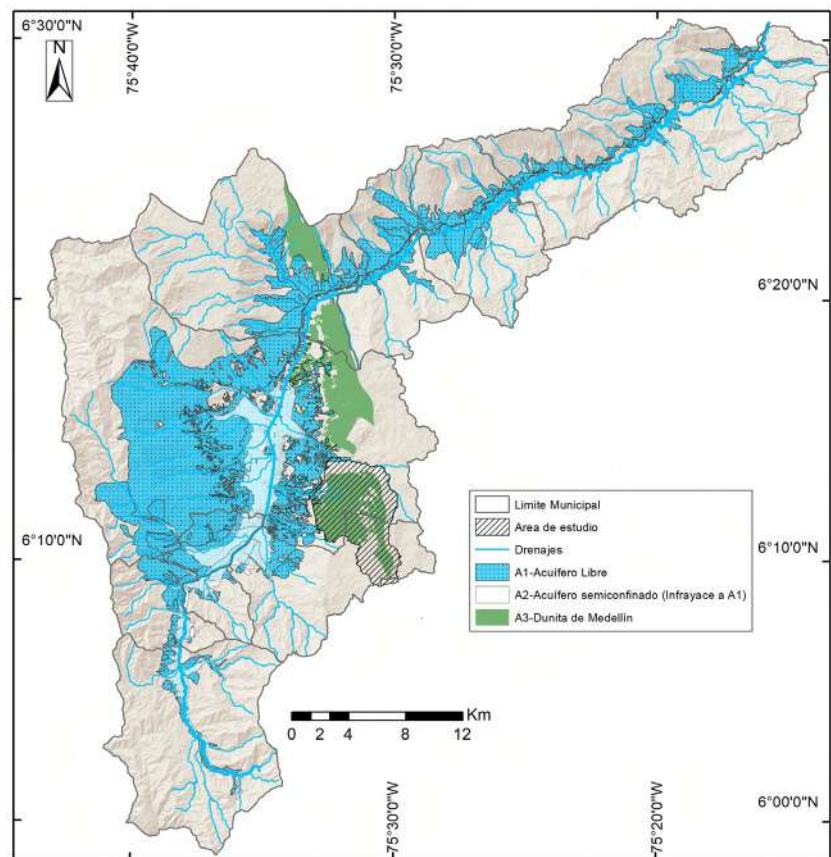 6°30'0"N
75°40'0"W
75°30'0"W
N
6°20'0"N
6°10'0"N
6°10'0"N
Limite Municipal
Area de estudio
Drenajes
A1-Acuífero Libre
A2-Acuífero semiconfinado (Infrayace a A1)
A3-Dunita de Medellín
Km
0 2 4 8 12
6°00'0"N
75°30'0"W
75°20'0"W